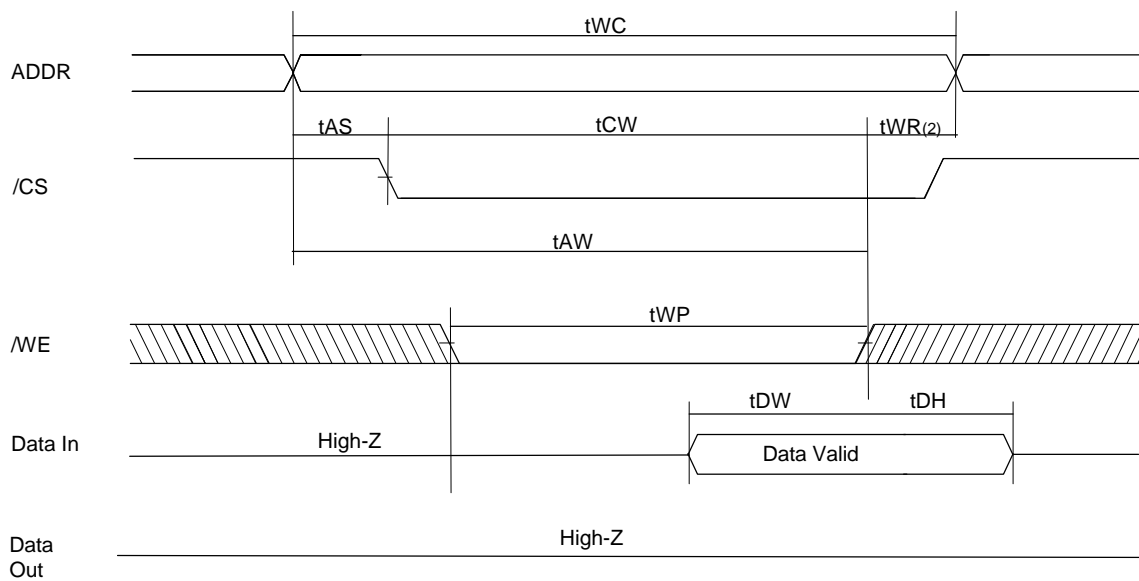 tWC
ADDR
tAS tCW tWR(2)
/CS
tAW
tWP
/WE
tDW tDH
Data In High-Z Data Valid
Data High-Z
Out